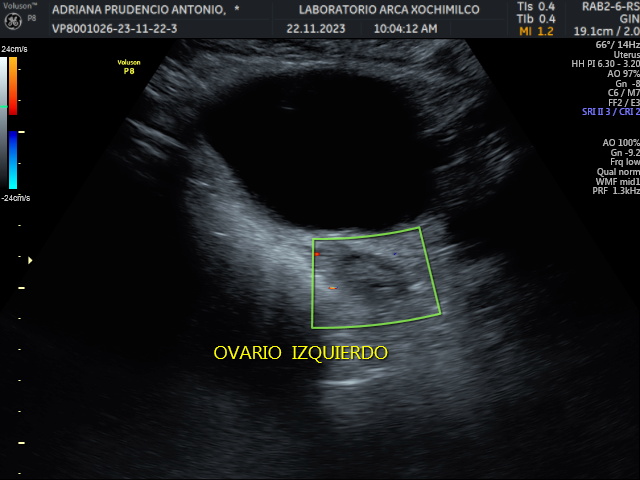 Voluson™
P8
ADRIANA PRUDENCIO ANTONIO, *
LABORATORIO ARCA XOCHIMILCO
TIs 0.4
RAB2-6-RS
VP8001026-23-11-22-3
22.11.2023
10:04:12 AM
TIb 0.4
GIN
MI 1.2
19.1cm / 2.0
24cm/s
-24cm/s
Voluson
P8
66°/ 14Hz
Uterus
HH PI 6.30 - 3.20
AO 97%
Gn -8
C6 / M7
FF2 / E3
SRI II 3 / CRI 2
AO 100%
Gn -9.2
Frq low
Qual norm
WMF mid1
PRF 1.3kHz
OVARIO IZQUIERDO